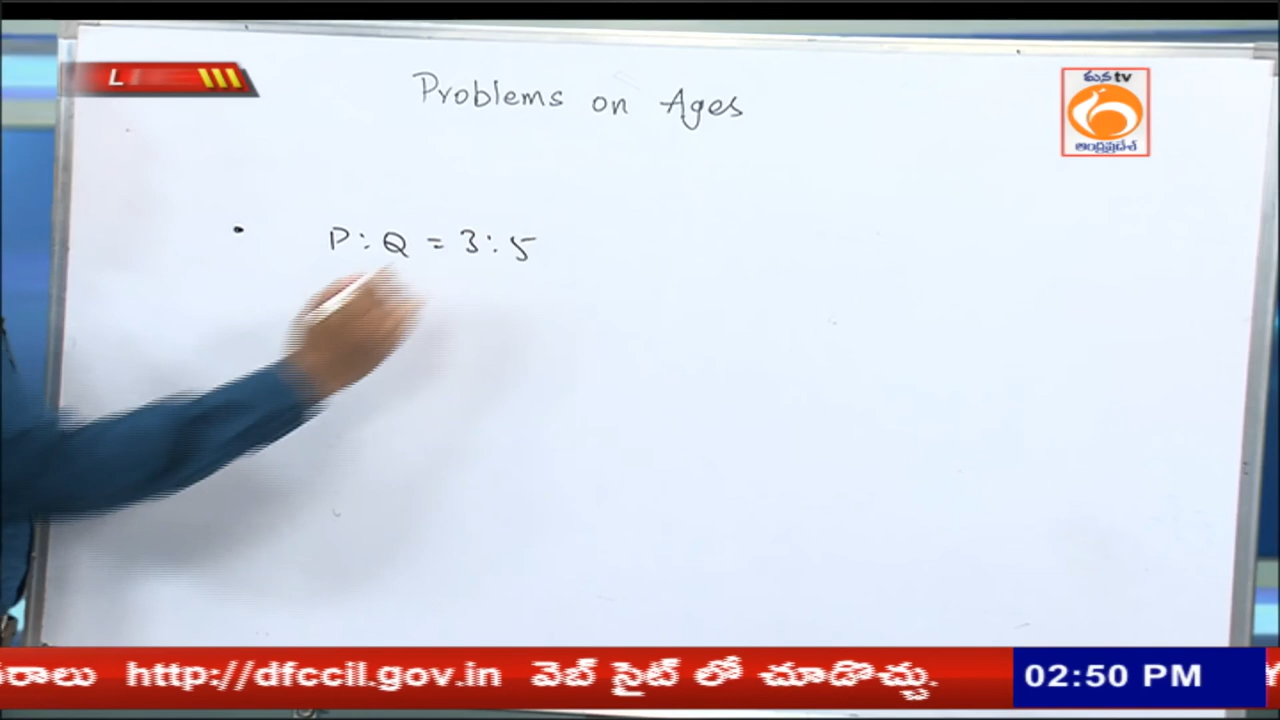 L
Problems on Ages
మన tv
ఆంధ్రప్రదేశ్
P : Q = 3 : 5
http://dfccil.gov.in వెబ్ సైట్ లో చూడొచ్చు.
02:50 PM